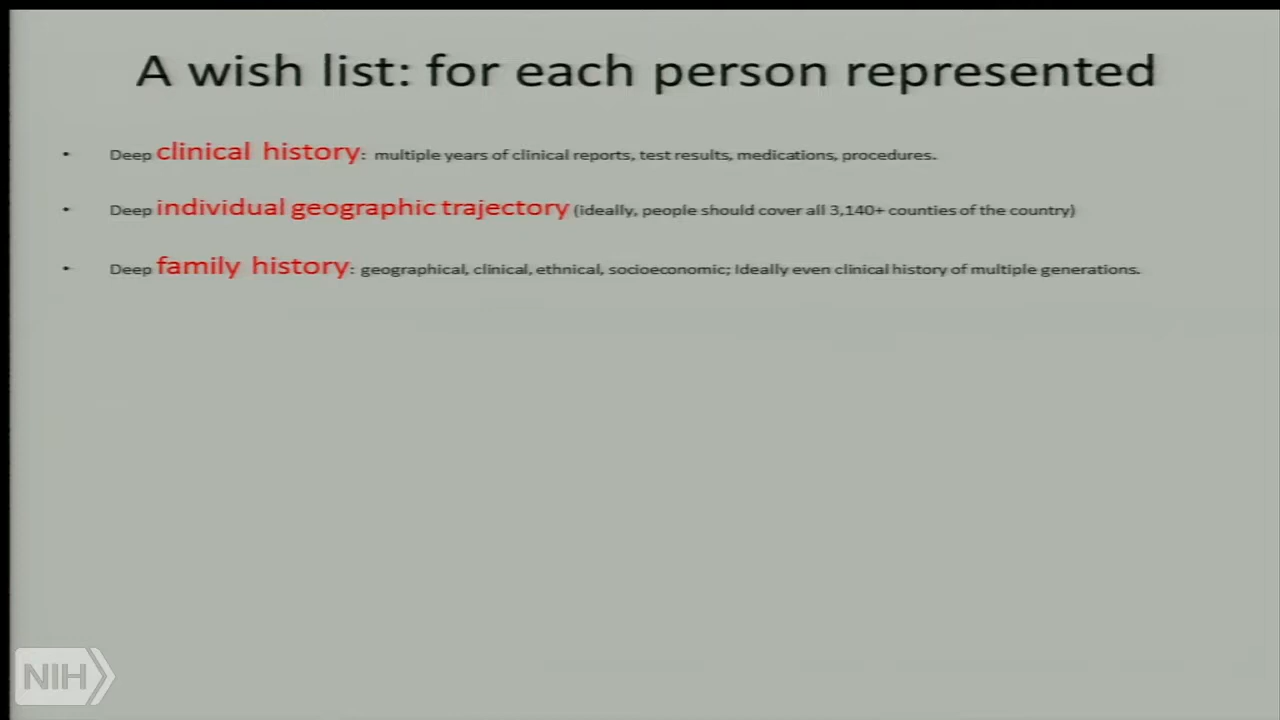 A wish list: for each person represented
• Deep clinical history: multiple years of clinical reports, test results, medications, procedures.
• Deep individual geographic trajectory (ideally, people should cover all 3,140+ counties of the country)
• Deep family history: geographical, clinical, ethnical, socioeconomic; Ideally even clinical history of multiple generations.
NIH